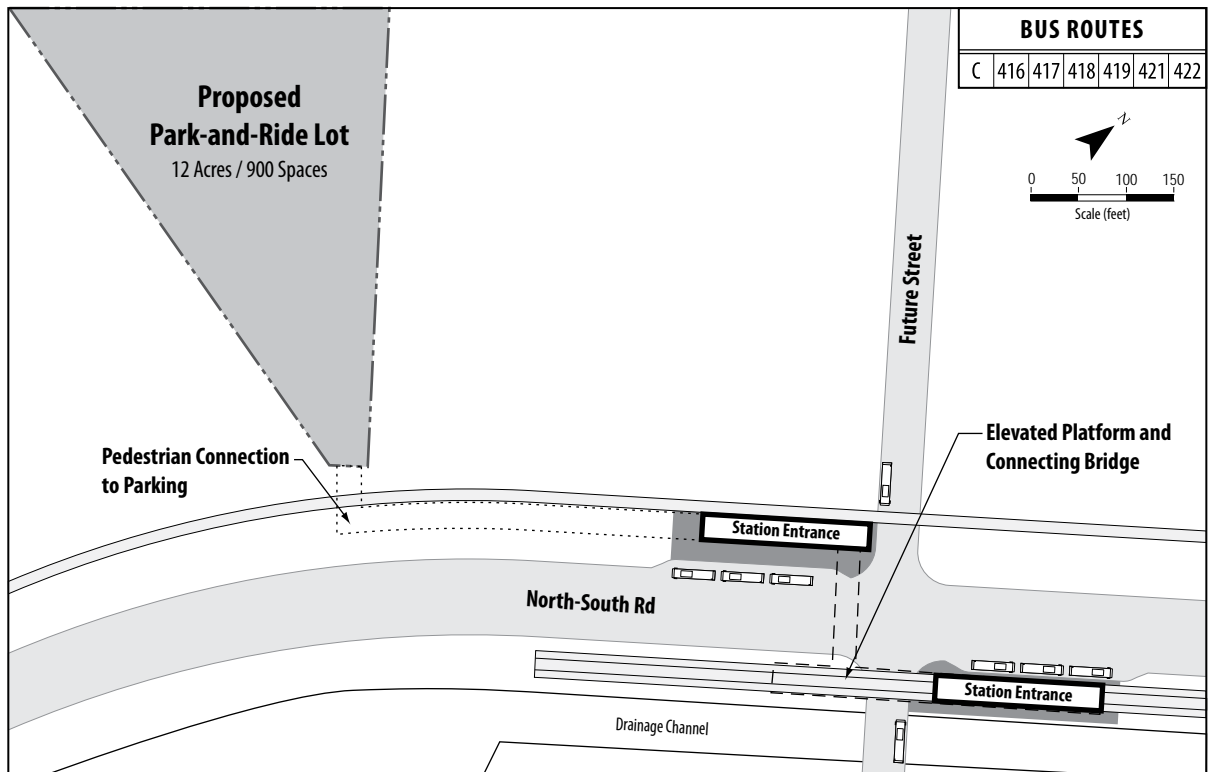 BUS ROUTES
C 416 417 418 419 421 422
Proposed
Park-and-Ride Lot
12 Acres / 900 Spaces
N
0 50 100 150
Scale (feet)
Future Street
Elevated Platform and
Connecting Bridge
Pedestrian Connection
to Parking
Station Entrance
North-South Rd
Station Entrance
Drainage Channel